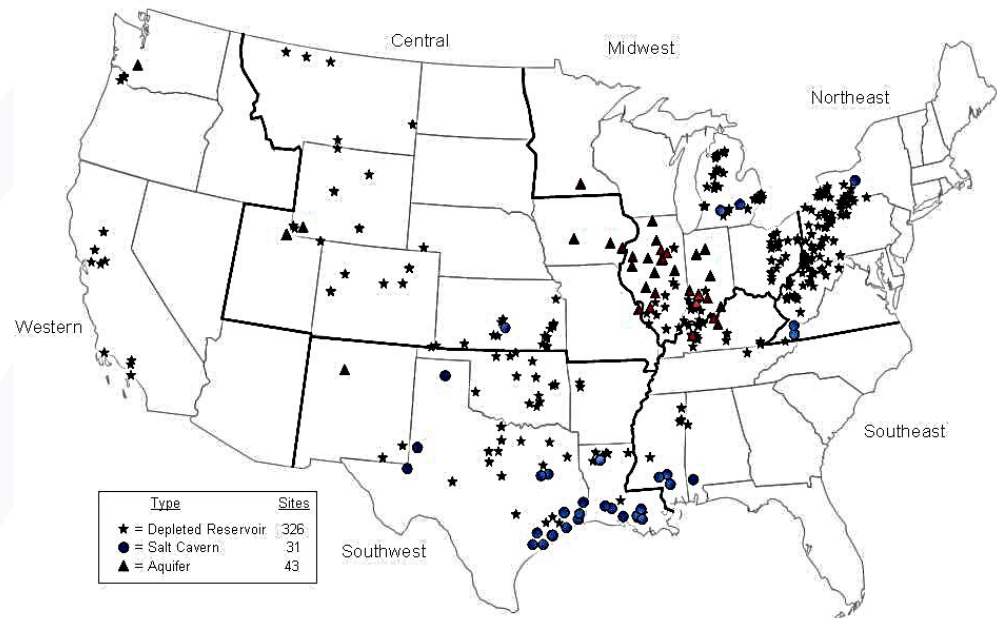 Central
Midwest
Northeast
Western
Southeast
Southwest
Type Sites
= Depleted Reservoir 326
= Salt Cavern 31
= Aquifer 43